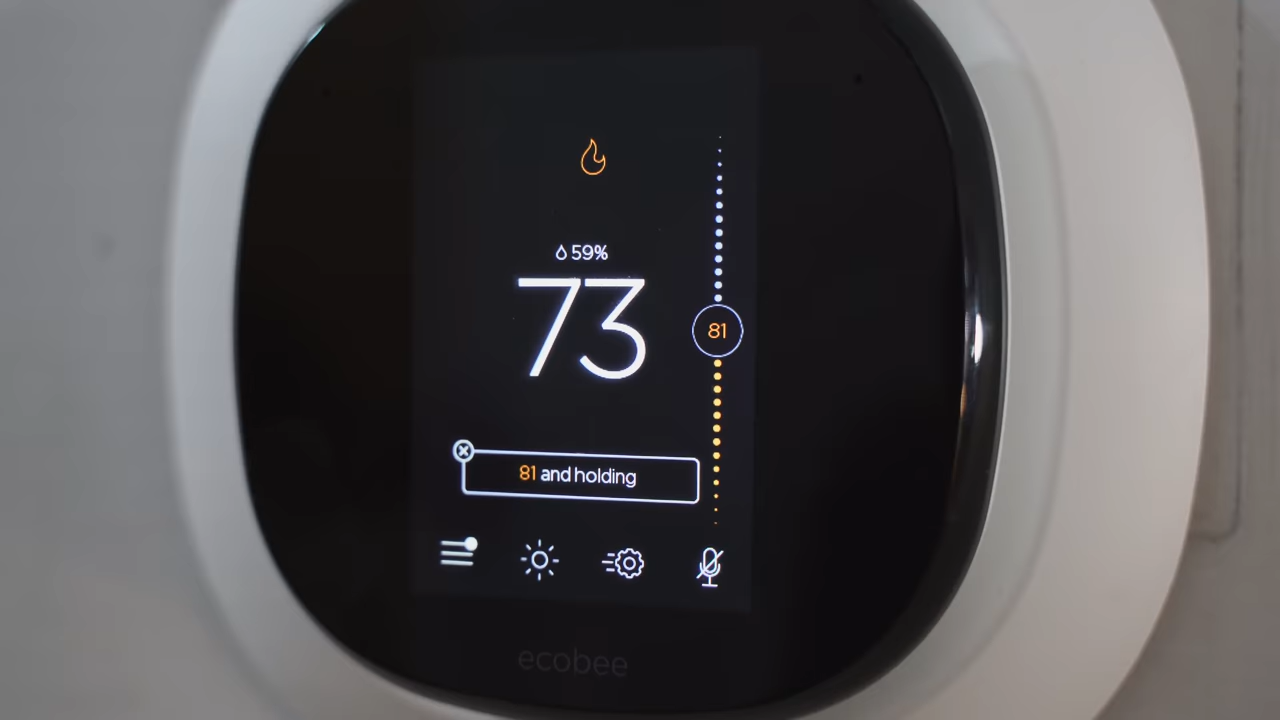 59%
73
81
81 and holding
ecobee